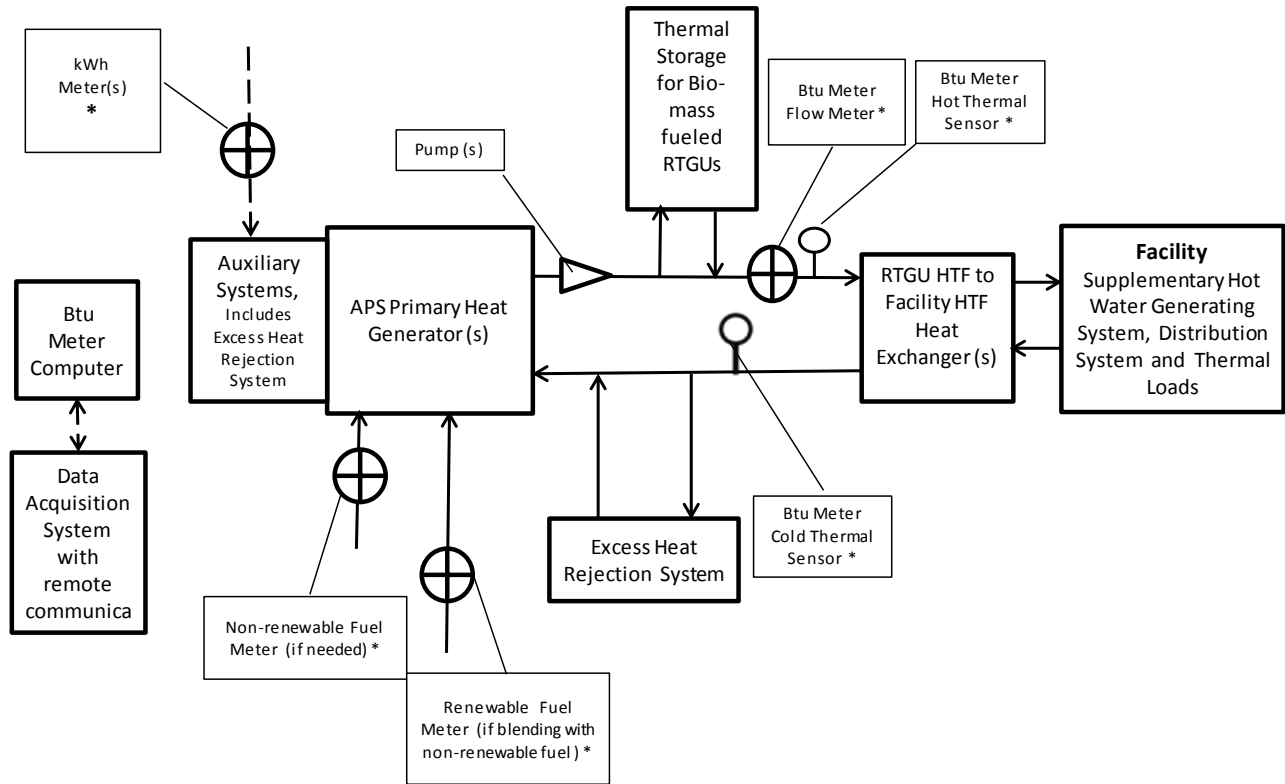 kWh
Meter(s)
*
Thermal
Storage
for Bio-
mass
fueled
RTGUs
Btu Meter
Flow Meter *
Btu Meter
Hot Thermal
Sensor *
Pump (s)
Auxiliary
Systems,
Includes
Excess Heat
Rejection
System
APS Primary Heat
Generator (s)
RTGU HTF to
Facility HTF
Heat
Exchanger (s)
Facility
Supplementary Hot
Water Generating
System, Distribution
System and Thermal
Loads
Btu
Meter
Computer
Data
Acquisition
System
with
remote
communica
Excess Heat
Rejection System
Btu Meter
Cold Thermal
Sensor *
Non-renewable Fuel
Meter (if needed) *
Renewable Fuel
Meter (if blending with
non-renewable fuel ) *